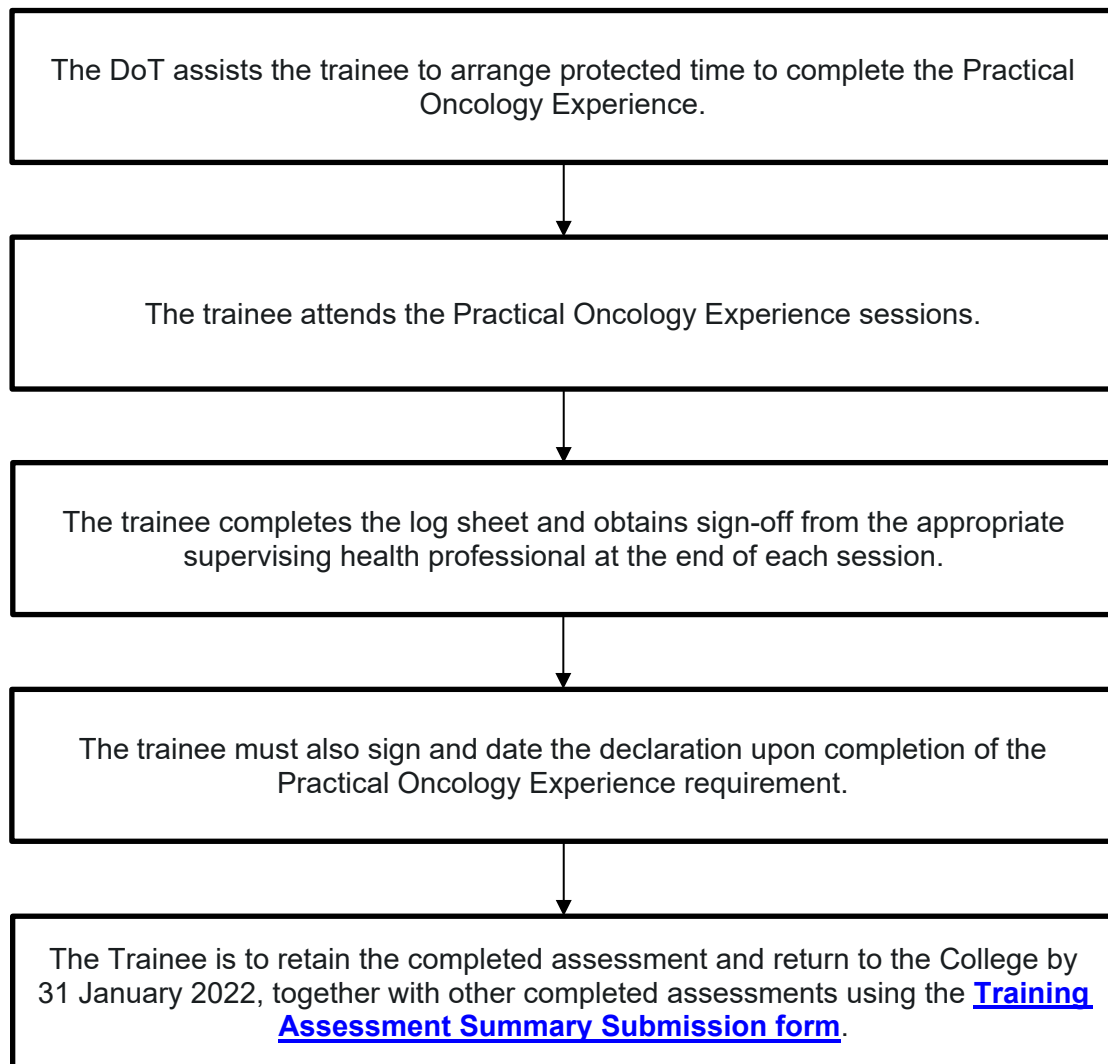 The DoT assists the trainee to arrange protected time to complete the Practical
Oncology Experience.
The trainee attends the Practical Oncology Experience sessions.
The trainee completes the log sheet and obtains sign-off from the appropriate
supervising health professional at the end of each session.
The trainee must also sign and date the declaration upon completion of the
Practical Oncology Experience requirement.
The Trainee is to retain the completed assessment and return to the College by
31 January 2022, together with other completed assessments using the Training
Assessment Summary Submission form.